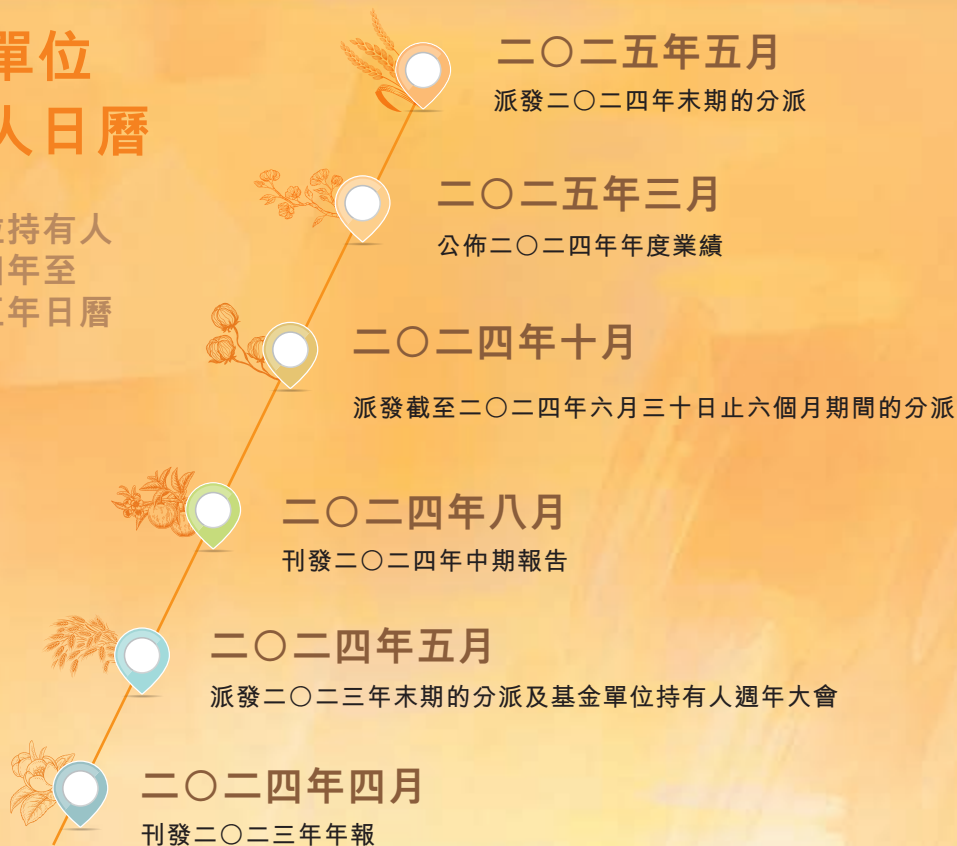 單位
人日曆
持有人
年至
年日曆
二〇二五年五月
派發二〇二四年末期的分派
二〇二五年三月
公佈二〇二四年年度業績
二〇二四年十月
派發截至二〇二四年六月三十日止六個月期間的分派
二〇二四年八月
刊發二〇二四年中期報告
二〇二四年五月
派發二〇二三年末期的分派及基金單位持有人週年大會
二〇二四年四月
刊發二〇二三年年報